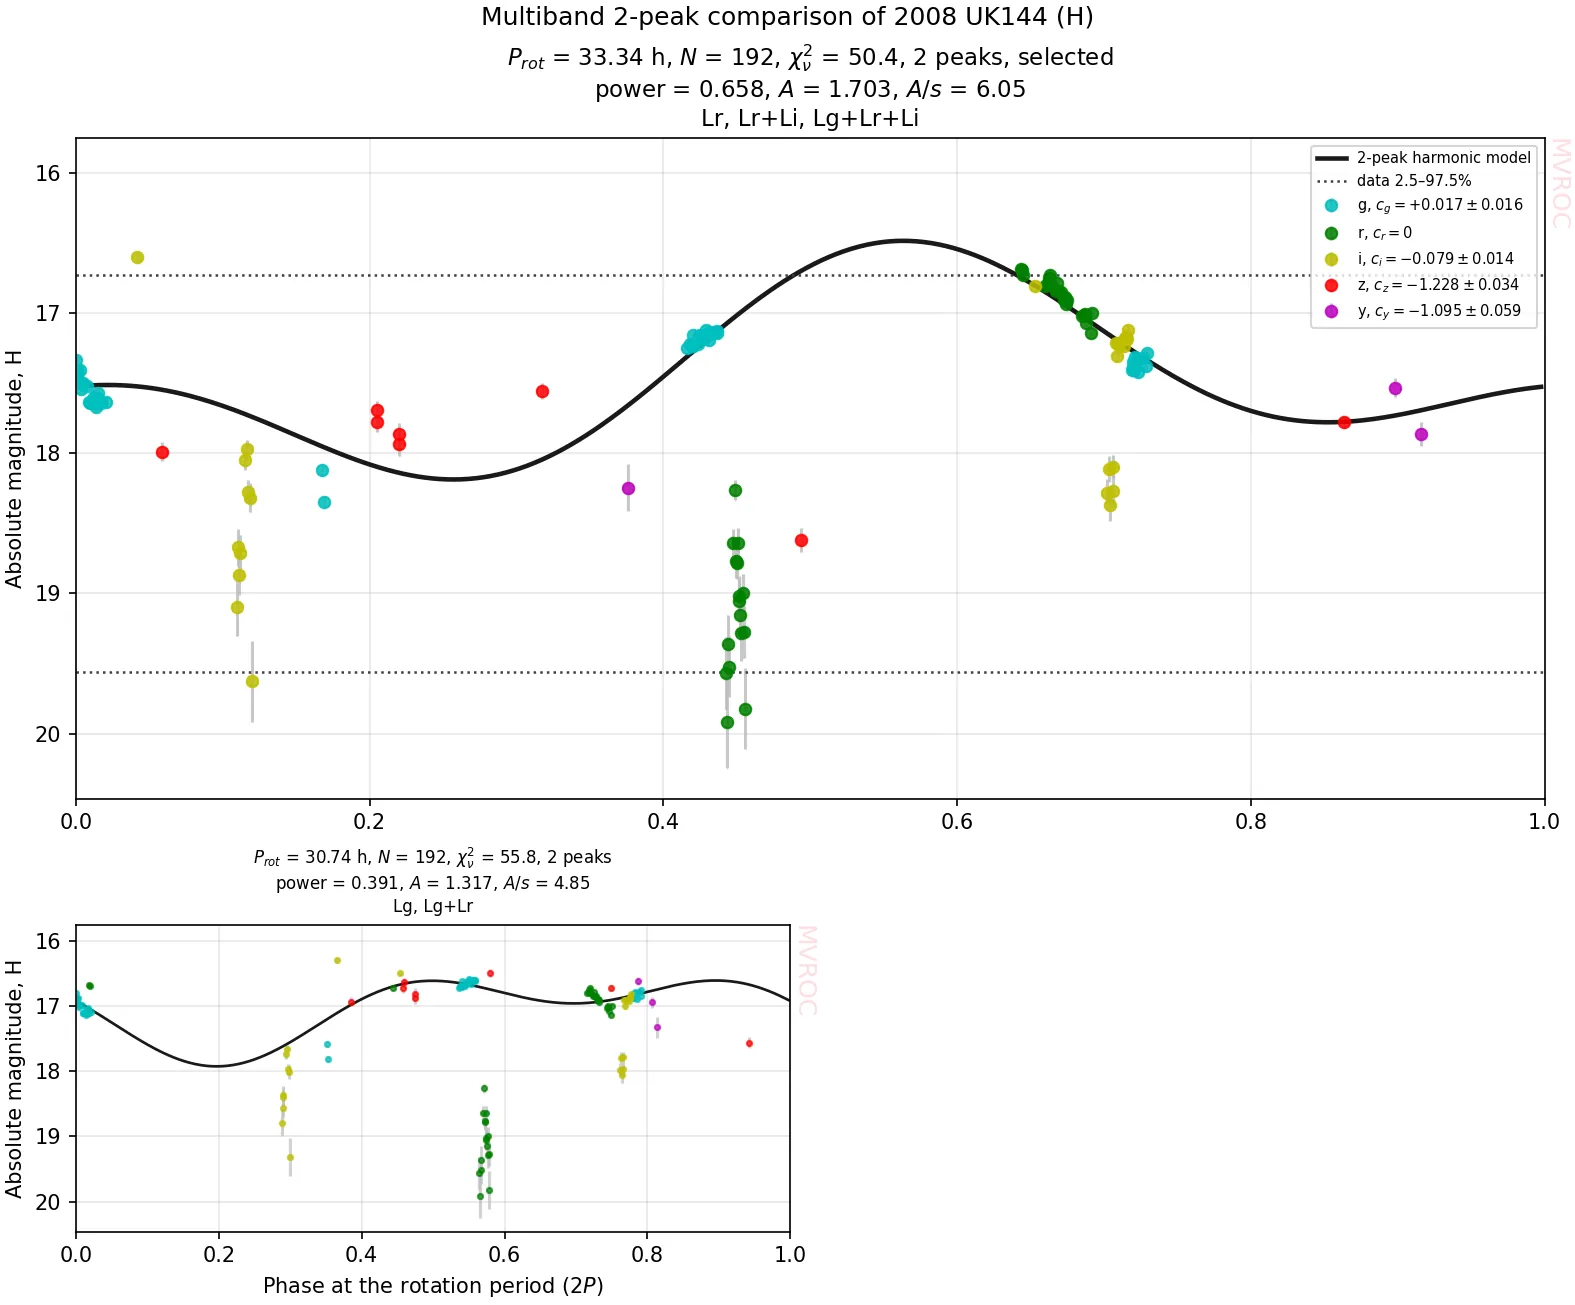 Multiband 2-peak comparison of 2008 UK144 (H)
P_rot = 33.34 h, N = 192, χ²_ν = 50.4, 2 peaks, selected
power = 0.658, A = 1.703, A/s = 6.05
Lr, Lr+Li, Lg+Lr+Li
2-peak harmonic model
data 2.5–97.5%
g, c_g = +0.017 ± 0.016
r, c_r = 0
i, c_i = −0.079 ± 0.014
z, c_z = −1.228 ± 0.034
y, c_y = −1.095 ± 0.059
MVROC
Absolute magnitude, H
16
17
18
19
20
0.0 0.2 0.4 0.6 0.8 1.0
P_rot = 30.74 h, N = 192, χ²_ν = 55.8, 2 peaks
power = 0.391, A = 1.317, A/s = 4.85
Lg, Lg+Lr
MVROC
Absolute magnitude, H
16
17
18
19
20
0.0 0.2 0.4 0.6 0.8 1.0
Phase at the rotation period (2P)